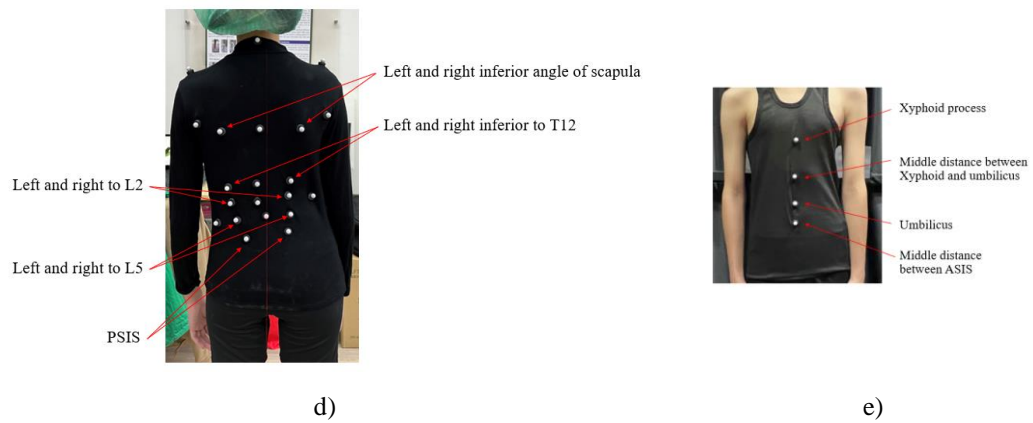 Left and right inferior angle of scapula
Left and right inferior to T12
Left and right to L2
Left and right to L5
PSIS
d)
Xyphoid process
Middle distance between
Xyphoid and umbilicus
Umbilicus
Middle distance
between ASIS
e)